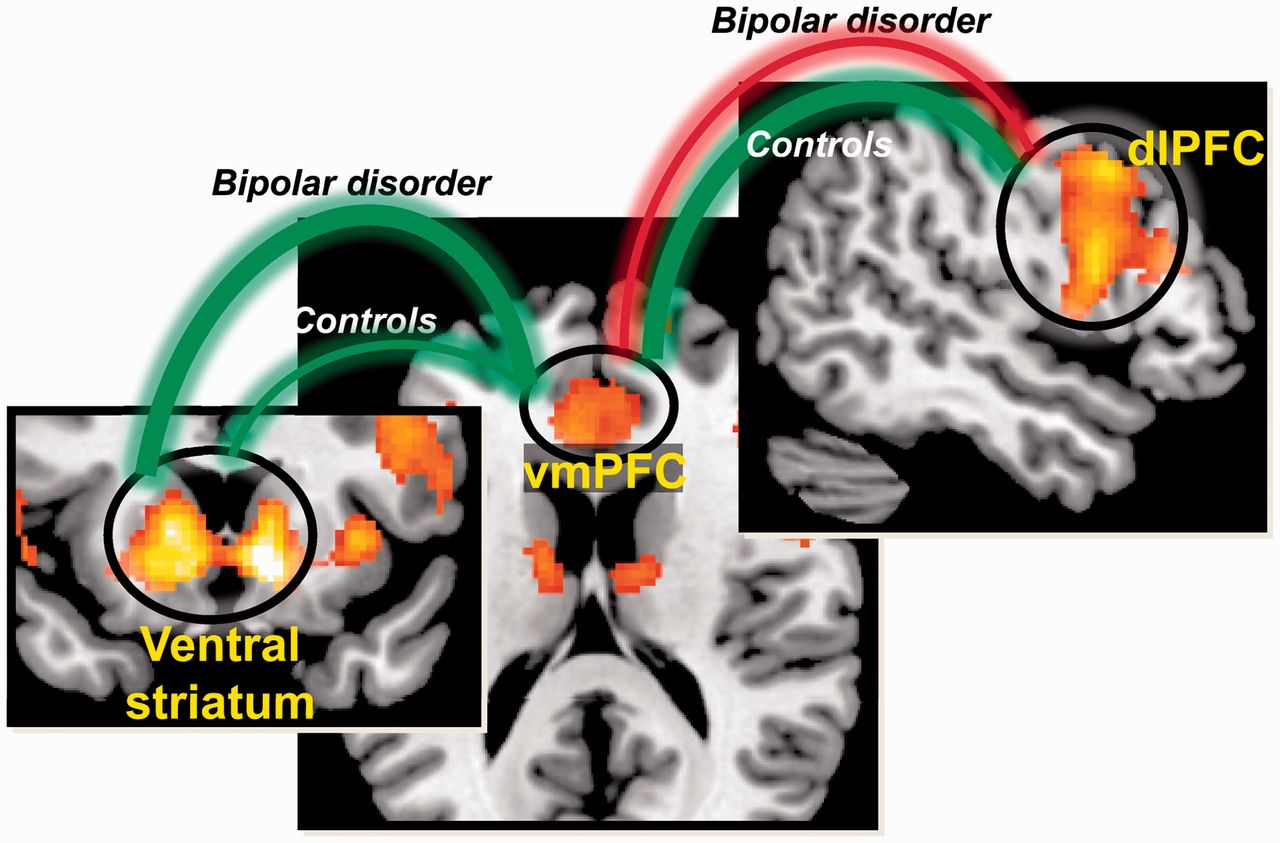 Bipolar disorder
Controls
dlPFC
Bipolar disorder
Controls
vmPFC
Ventral
striatum